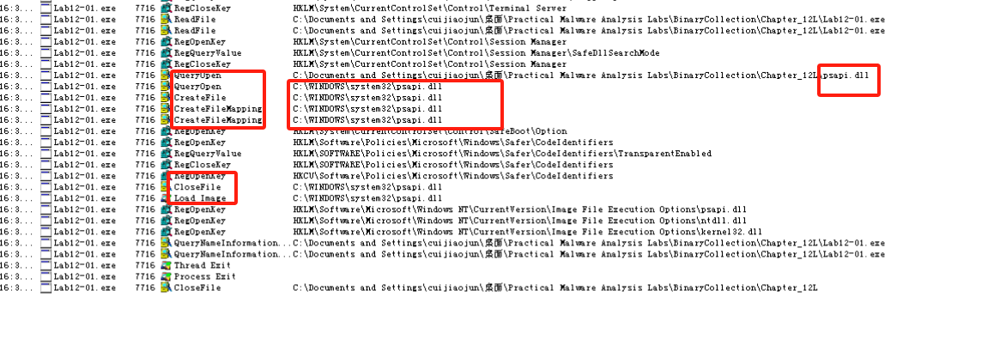 16:3... Lab12-01.exe 7716 RegCloseKey HKLM\System\CurrentControlSet\Control\Terminal Server
16:3... Lab12-01.exe 7716 ReadFile C:\Documents and Settings\cuijiaojun\桌面\Practical Malware Analysis Labs\BinaryCollection\Chapter_12L\Lab12-01.exe
16:3... Lab12-01.exe 7716 ReadFile C:\Documents and Settings\cuijiaojun\桌面\Practical Malware Analysis Labs\BinaryCollection\Chapter_12L\Lab12-01.exe
16:3... Lab12-01.exe 7716 RegOpenKey HKLM\System\CurrentControlSet\Control\Session Manager
16:3... Lab12-01.exe 7716 RegQueryValue HKLM\System\CurrentControlSet\Control\Session Manager\SafeDllSearchMode
16:3... Lab12-01.exe 7716 RegCloseKey HKLM\System\CurrentControlSet\Control\Session Manager
16:3... Lab12-01.exe 7716 QueryOpen C:\Documents and Settings\cuijiaojun\桌面\Practical Malware Analysis Labs\BinaryCollection\Chapter_12L\psapi.dll
16:3... Lab12-01.exe 7716 QueryOpen C:\WINDOWS\system32\psapi.dll
16:3... Lab12-01.exe 7716 CreateFile C:\WINDOWS\system32\psapi.dll
16:3... Lab12-01.exe 7716 CreateFileMapping C:\WINDOWS\system32\psapi.dll
16:3... Lab12-01.exe 7716 CreateFileMapping C:\WINDOWS\system32\psapi.dll
16:3... Lab12-01.exe 7716 RegOpenKey HKLM\System\CurrentControlSet\Control\SafeBoot\Option
16:3... Lab12-01.exe 7716 RegOpenKey HKLM\Software\Policies\Microsoft\Windows\Safer\CodeIdentifiers
16:3... Lab12-01.exe 7716 RegQueryValue HKLM\SOFTWARE\Policies\Microsoft\Windows\Safer\CodeIdentifiers\TransparentEnabled
16:3... Lab12-01.exe 7716 RegCloseKey HKLM\SOFTWARE\Policies\Microsoft\Windows\Safer\CodeIdentifiers
16:3... Lab12-01.exe 7716 RegOpenKey HKCU\Software\Policies\Microsoft\Windows\Safer\CodeIdentifiers
16:3... Lab12-01.exe 7716 CloseFile C:\WINDOWS\system32\psapi.dll
16:3... Lab12-01.exe 7716 Load Image C:\WINDOWS\system32\psapi.dll
16:3... Lab12-01.exe 7716 RegOpenKey HKLM\Software\Microsoft\Windows NT\CurrentVersion\Image File Execution Options\psapi.dll
16:3... Lab12-01.exe 7716 RegOpenKey HKLM\Software\Microsoft\Windows NT\CurrentVersion\Image File Execution Options\ntdll.dll
16:3... Lab12-01.exe 7716 RegOpenKey HKLM\Software\Microsoft\Windows NT\CurrentVersion\Image File Execution Options\kernel32.dll
16:3... Lab12-01.exe 7716 QueryNameInformation... C:\Documents and Settings\cuijiaojun\桌面\Practical Malware Analysis Labs\BinaryCollection\Chapter_12L\Lab12-01.exe
16:3... Lab12-01.exe 7716 QueryNameInformation... C:\Documents and Settings\cuijiaojun\桌面\Practical Malware Analysis Labs\BinaryCollection\Chapter_12L\Lab12-01.exe
16:3... Lab12-01.exe 7716 Thread Exit
16:3... Lab12-01.exe 7716 Process Exit
16:3... Lab12-01.exe 7716 CloseFile C:\Documents and Settings\cuijiaojun\桌面\Practical Malware Analysis Labs\BinaryCollection\Chapter_12L